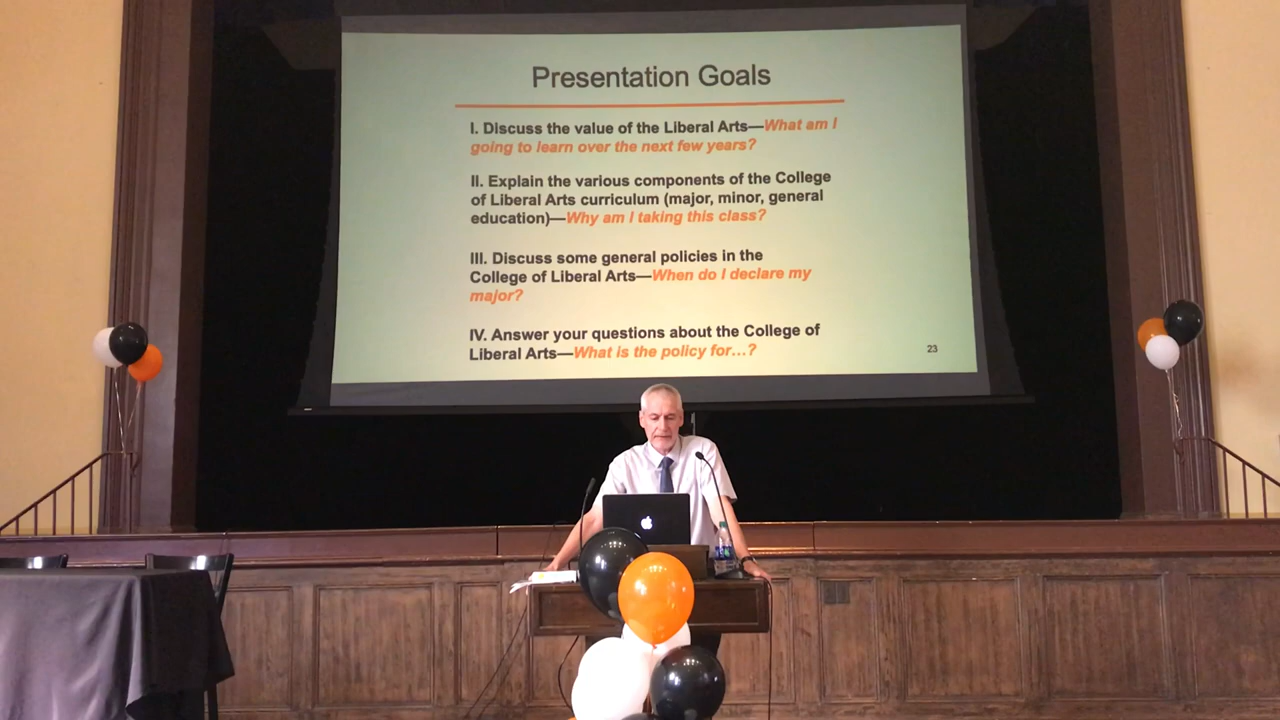 Presentation Goals
I. Discuss the value of the Liberal Arts—What am I
going to learn over the next few years?
II. Explain the various components of the College
of Liberal Arts curriculum (major, minor, general
education)—Why am I taking this class?
III. Discuss some general policies in the
College of Liberal Arts—When do I declare my
major?
IV. Answer your questions about the College of
Liberal Arts—What is the policy for...?
23